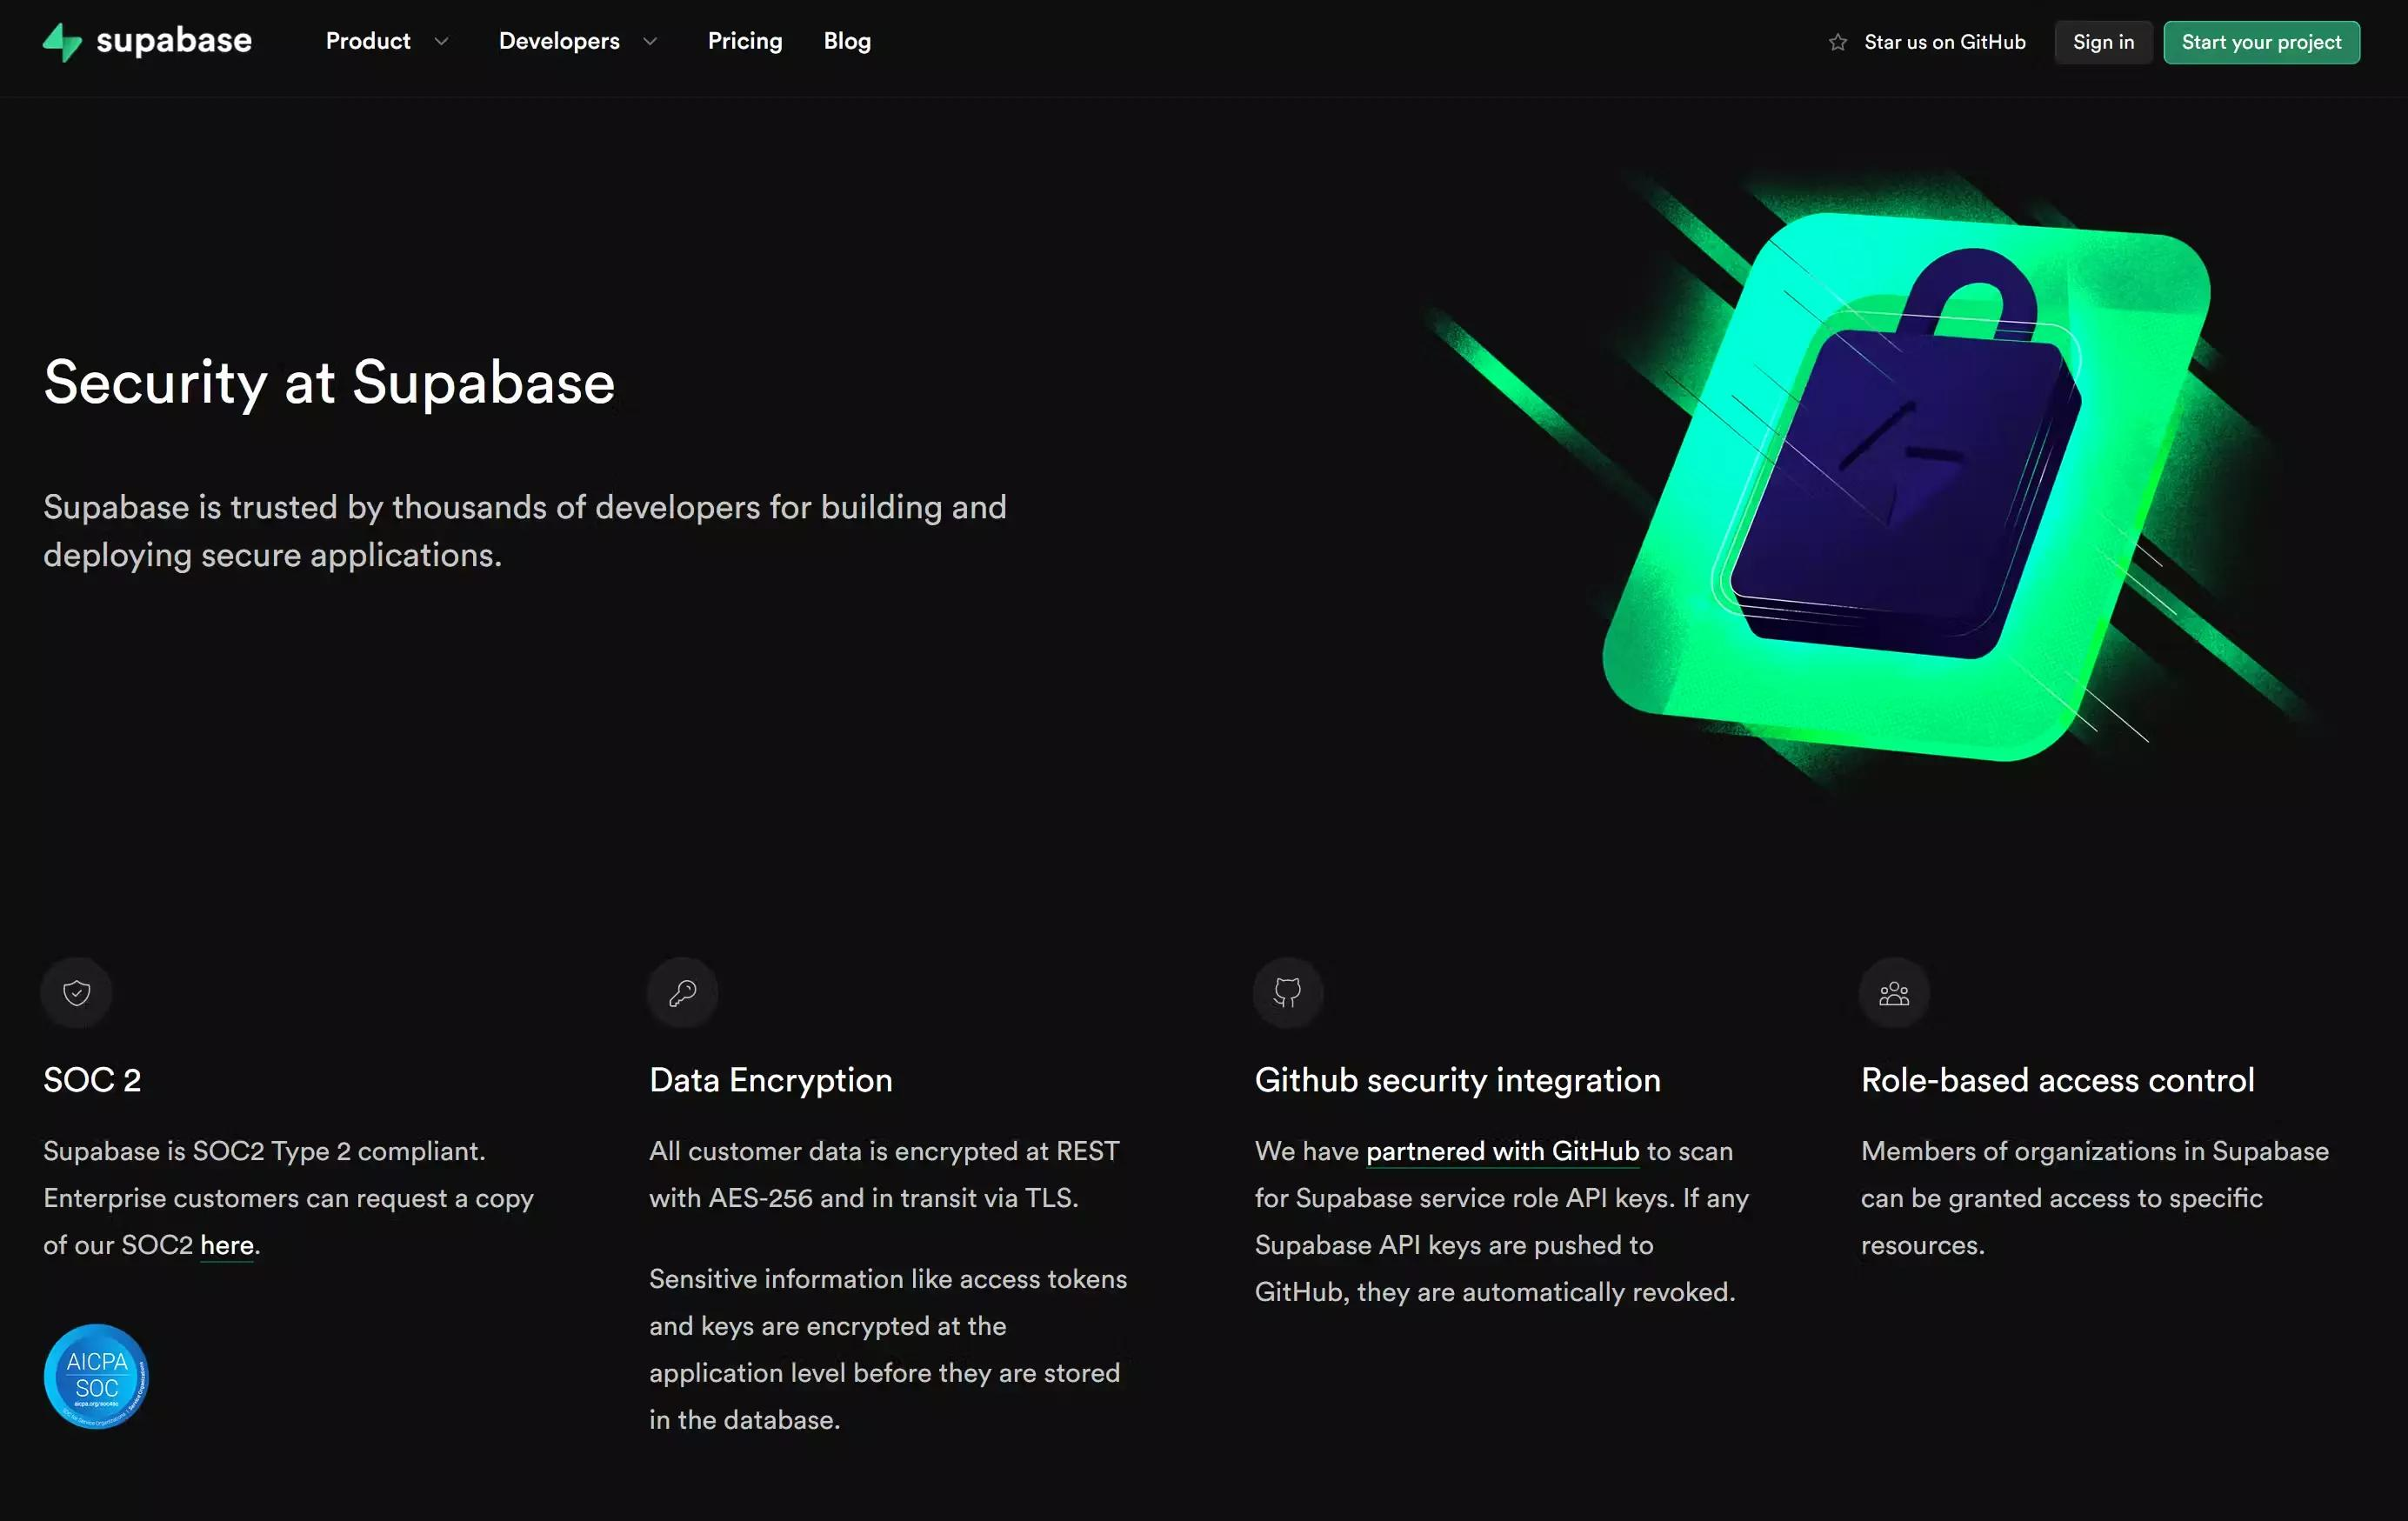 supabase
Product
Developers
Pricing
Blog
Star us on GitHub
Sign in
Start your project
Security at Supabase
Supabase is trusted by thousands of developers for building and
deploying secure applications.
SOC 2
Supabase is SOC2 Type 2 compliant.
Enterprise customers can request a copy
of our SOC2 here.
AICPA
SOC
aicpa.org/soc4so
SOC for Service Organizations | Service Organizations
Data Encryption
All customer data is encrypted at REST
with AES-256 and in transit via TLS.
Sensitive information like access tokens
and keys are encrypted at the
application level before they are stored
in the database.
Github security integration
We have partnered with GitHub to scan
for Supabase service role API keys. If any
Supabase API keys are pushed to
GitHub, they are automatically revoked.
Role-based access control
Members of organizations in Supabase
can be granted access to specific
resources.